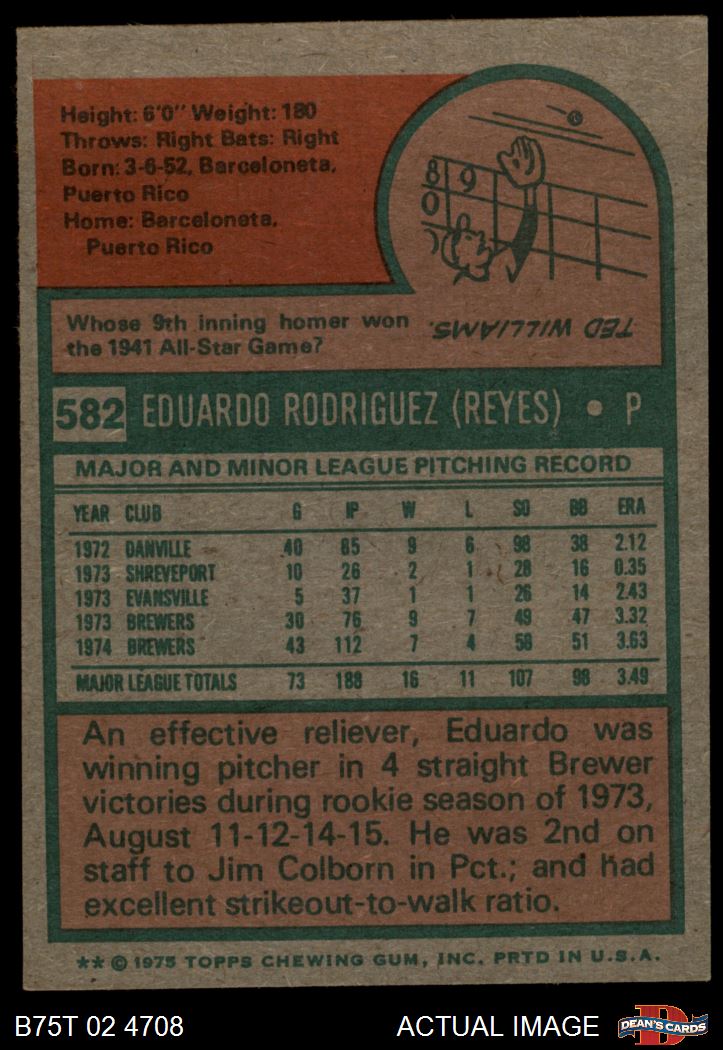 Height: 6'0" Weight: 180
Throws: Right Bats: Right
Born: 3-6-52, Barceloneta,
Puerto Rico
Home: Barceloneta,
Puerto Rico
8 9
0
Whose 9th inning homer won
the 1941 All-Star Game?
TED WILLIAMS.
582 EDUARDO RODRIGUEZ (REYES) • P
MAJOR AND MINOR LEAGUE PITCHING RECORD
YEAR CLUB G IP W L SO BB ERA
1972 DANVILLE 40 85 9 6 98 38 2.12
1973 SHREVEPORT 10 26 2 1 28 16 0.35
1973 EVANSVILLE 5 37 1 1 26 14 2.43
1973 BREWERS 30 76 9 7 49 47 3.32
1974 BREWERS 43 112 7 4 58 51 3.63
MAJOR LEAGUE TOTALS 73 188 16 11 107 98 3.49
An effective reliever, Eduardo was
winning pitcher in 4 straight Brewer
victories during rookie season of 1973,
August 11-12-14-15. He was 2nd on
staff to Jim Colborn in Pct.; and had
excellent strikeout-to-walk ratio.
** © 1975 TOPPS CHEWING GUM, INC. PRTD IN U.S.A.
B75T 02 4708 ACTUAL IMAGE DEAN'S CARDS